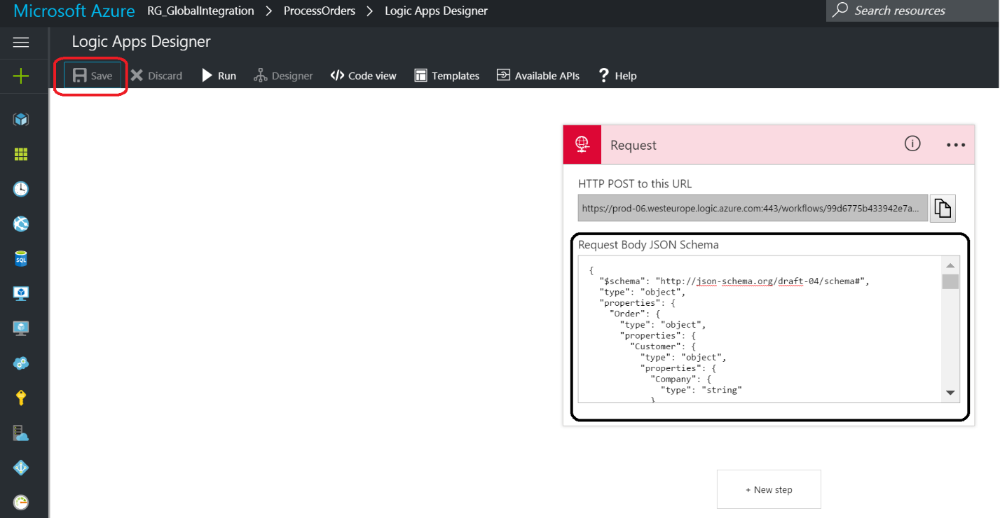 Microsoft Azure RG_GlobalIntegration > ProcessOrders > Logic Apps Designer Search resources
Logic Apps Designer
Save Discard Run Designer </> Code view Templates Available APIs ? Help
Request
HTTP POST to this URL
https://prod-06.westeurope.logic.azure.com:443/workflows/99d6775b433942e7a...
Request Body JSON Schema
{
"$schema": "http://json-schema.org/draft-04/schema#",
"type": "object",
"properties": {
"Order": {
"type": "object",
"properties": {
"Customer": {
"type": "object",
"properties": {
"Company": {
"type": "string"
}
+ New step
SQL